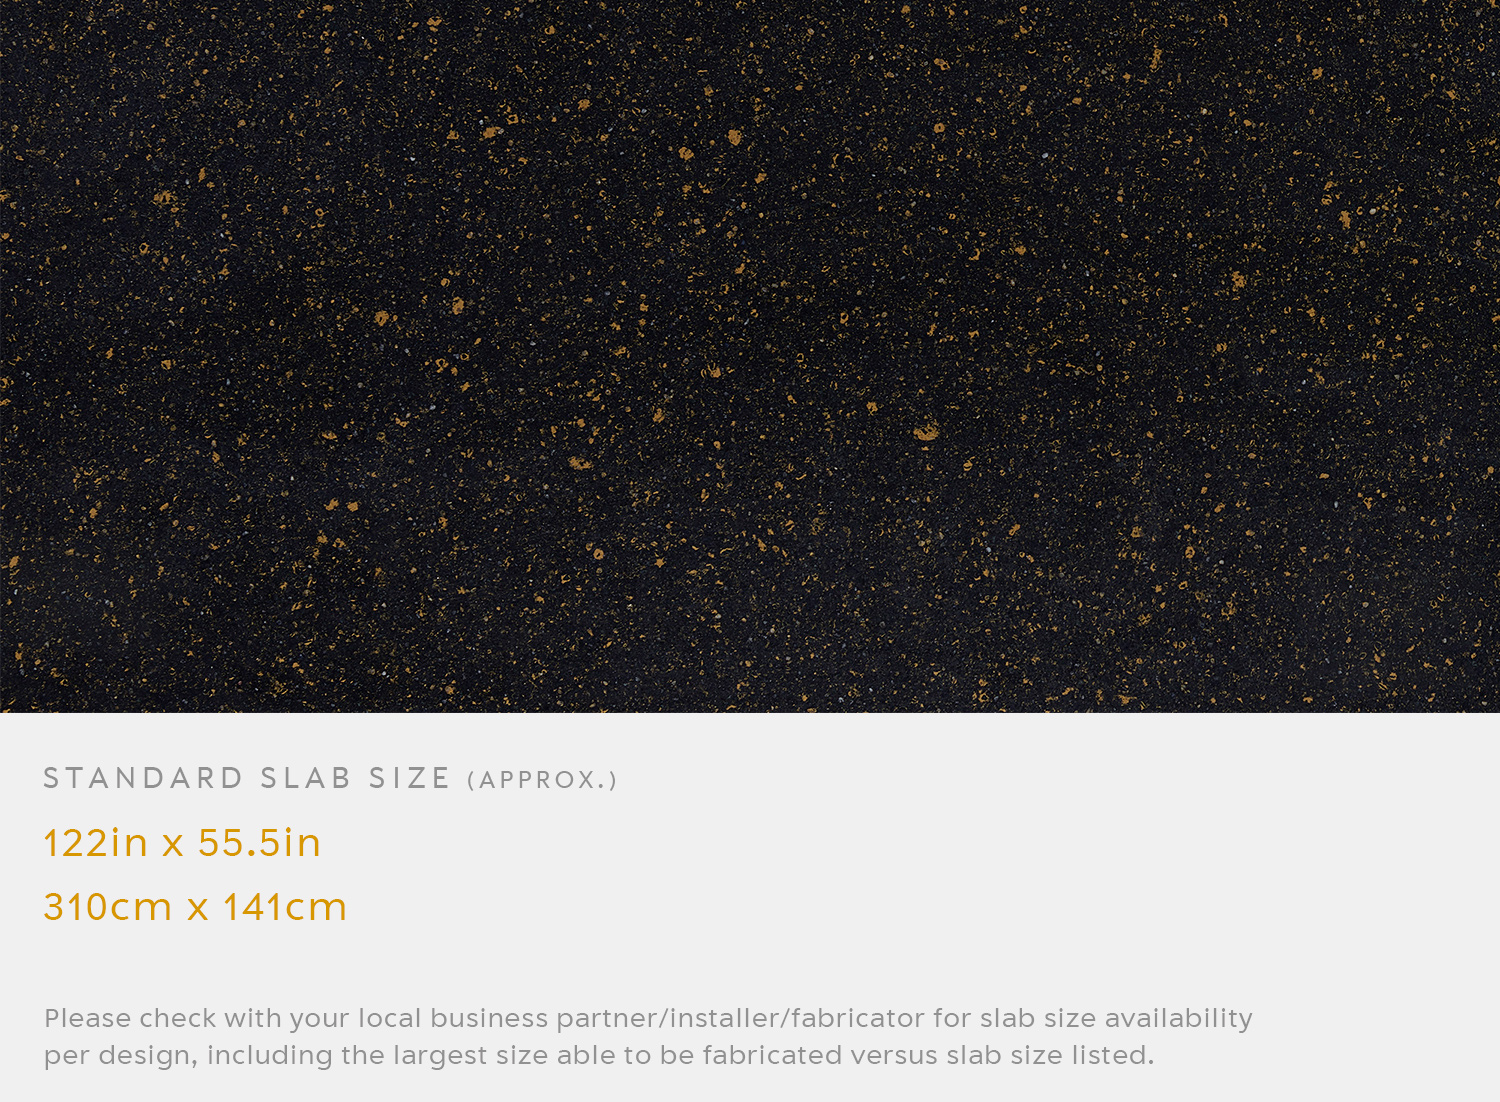 STANDARD SLAB SIZE (APPROX.)
122in x 55.5in
310cm x 141cm
Please check with your local business partner/installer/fabricator for slab size availability
per design, including the largest size able to be fabricated versus slab size listed.